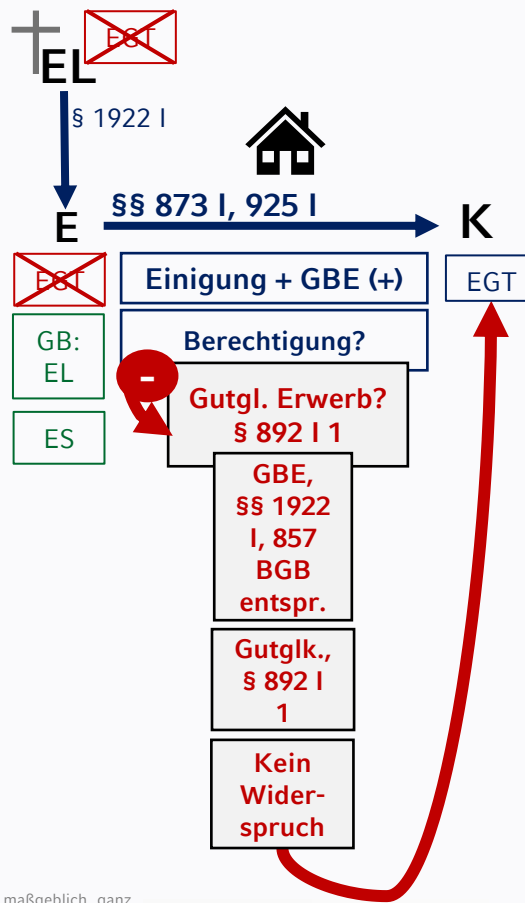 EGT
EL
§ 1922 I
E
§§ 873 I, 925 I
K
EGT
Einigung + GBE (+)
EGT
GB:
EL
Berechtigung?
-
Gutgl. Erwerb?
§ 892 I 1
ES
GBE,
§§ 1922
I, 857
BGB
entspr.
Gutglk.,
§ 892 I
1
Kein
Wider-
spruch
maßgeblich, ganz